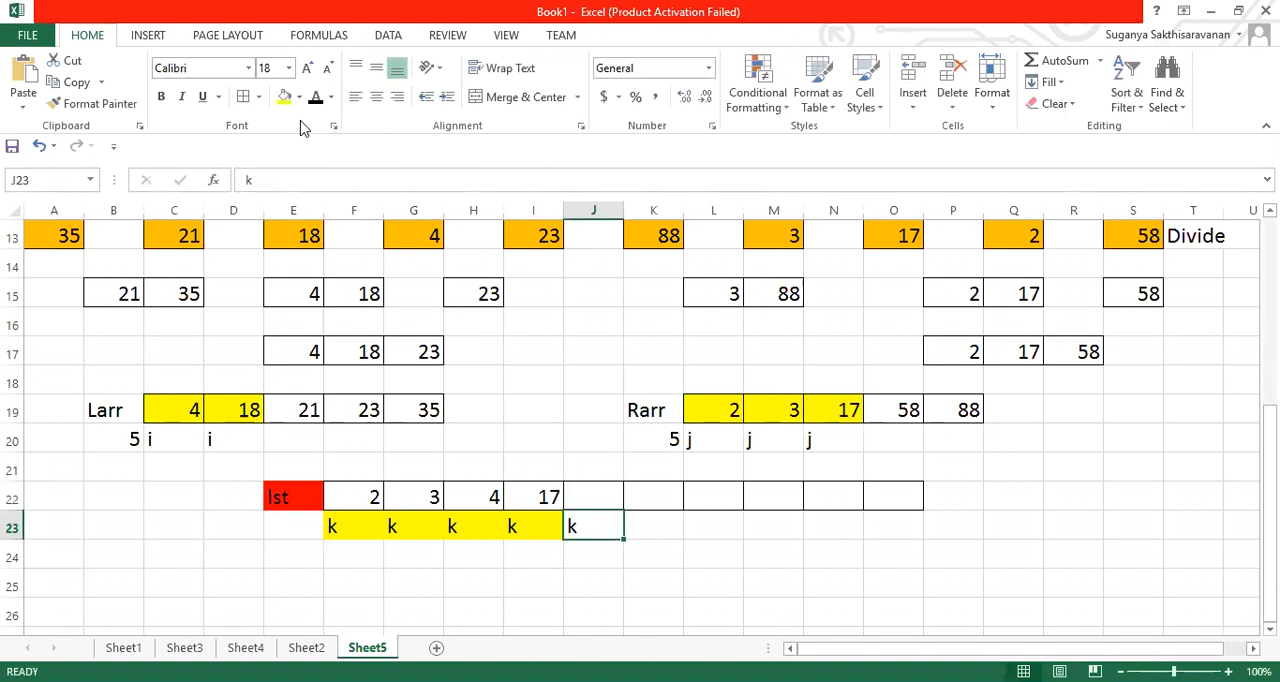 Book1 - Excel (Product Activation Failed)
FILE HOME INSERT PAGE LAYOUT FORMULAS DATA REVIEW VIEW TEAM Suganya Sakthisaravanan
Cut
Copy
Format Painter
Paste
Clipboard
Calibri 18
B I U
Font
Wrap Text
Merge & Center
Alignment
General
$ % ,
Number
Conditional Formatting
Format as Table
Cell Styles
Styles
Insert Delete Format
Cells
AutoSum
Fill
Clear
Sort & Filter
Find & Select
Editing
J23 fx k
A B C D E F G H I J K L M N O P Q R S T U
13 35 21 18 4 23 88 3 17 2 58 Divide
14
15 21 35 4 18 23 3 88 2 17 58
16
17 4 18 23 2 17 58
18
19 Larr 4 18 21 23 35 Rarr 2 3 17 58 88
20 5 i i 5 j j j
21
22 lst 2 3 4 17
23 k k k k k
24
25
26
Sheet1 Sheet3 Sheet4 Sheet2 Sheet5
READY 100%